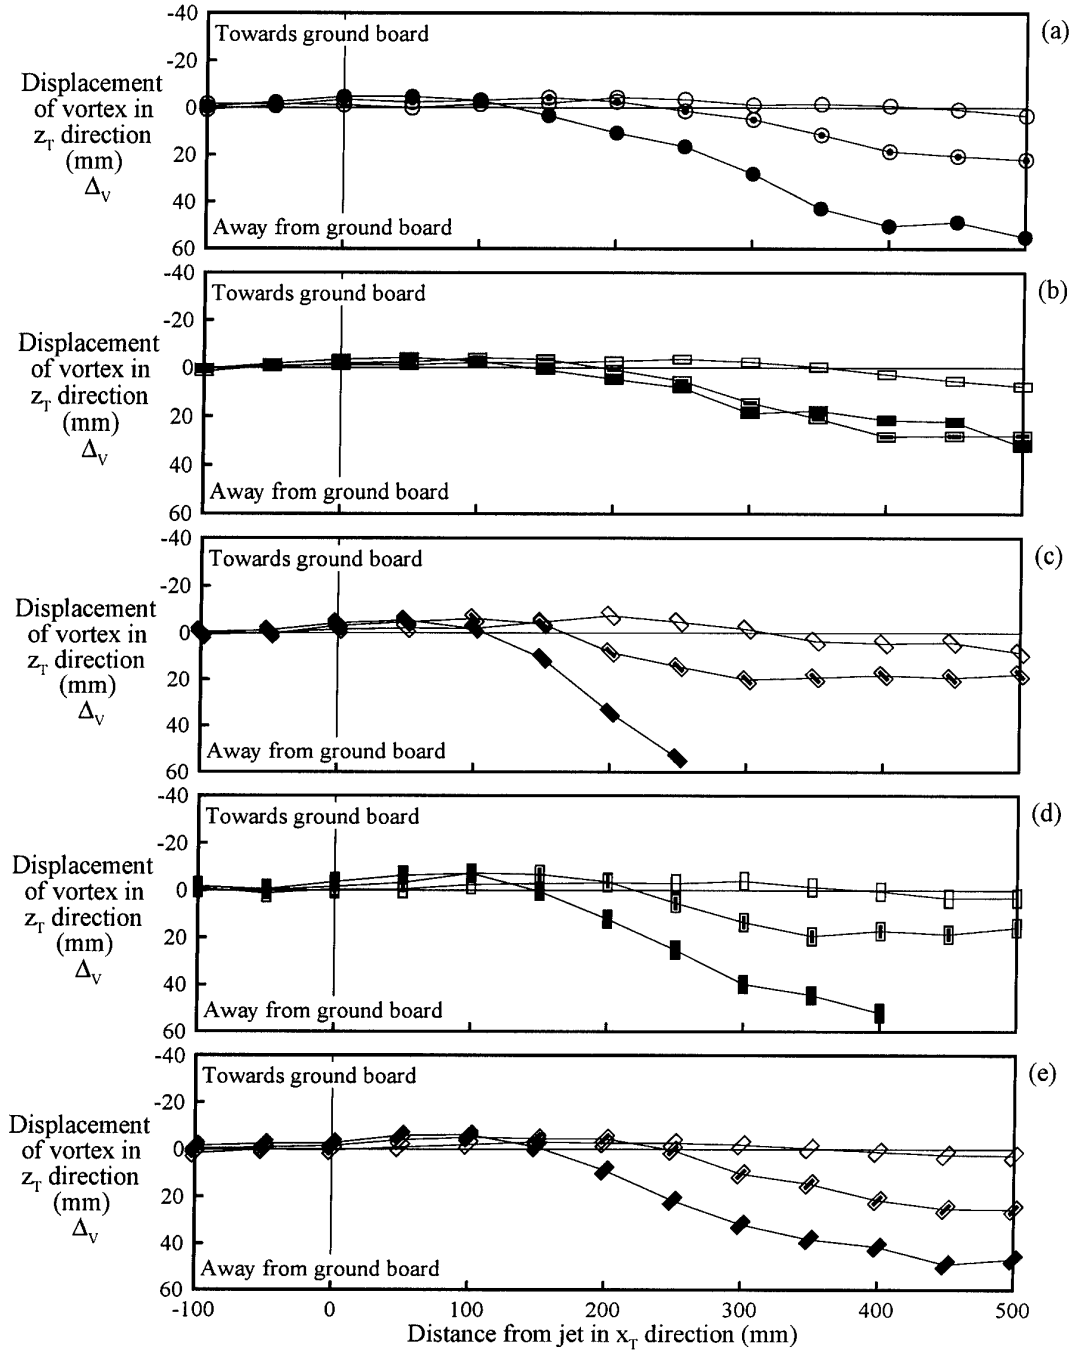 -40
Towards ground board
(a)
-20
Displacement
of vortex in
0
z_T direction
(mm)
20
Δ_V
40
Away from ground board
60
-40
Towards ground board
(b)
-20
Displacement
of vortex in
0
z_T direction
20
(mm)
Δ_V
40
Away from ground board
60
-40
Towards ground board
(c)
-20
Displacement
of vortex in
0
z_T direction
20
(mm)
Δ_V
40
Away from ground board
60
-40
Towards ground board
(d)
-20
Displacement
of vortex in
0
z_T direction
20
(mm)
Δ_V
40
Away from ground board
60
-40
Towards ground board
(e)
-20
Displacement
of vortex in
0
z_T direction
20
(mm)
Δ_V
40
Away from ground board
60
-100 0 100 200 300 400 500
Distance from jet in x_T direction (mm)